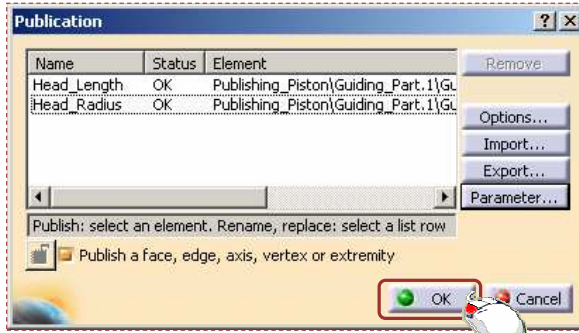 Publication
Name Status Element Remove
Head_Length OK Publishing_Piston\Guiding_Part.1\Gu
Head_Radius OK Publishing_Piston\Guiding_Part.1\Gu
Options...
Import...
Export...
Parameter...
Publish: select an element. Rename, replace: select a list row
Publish a face, edge, axis, vertex or extremity
OK Cancel